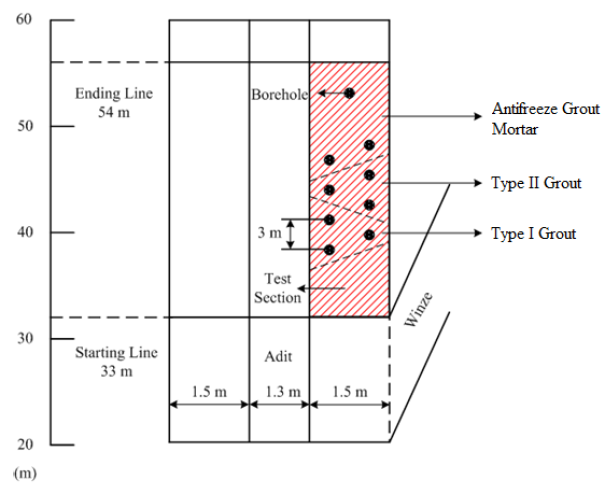 60
50
40
30
20
(m)
Ending Line
54 m
Starting Line
33 m
Borehole
3 m
Test
Section
Adit
1.5 m
1.3 m
1.5 m
Winze
Antifreeze Grout
Mortar
Type II Grout
Type I Grout